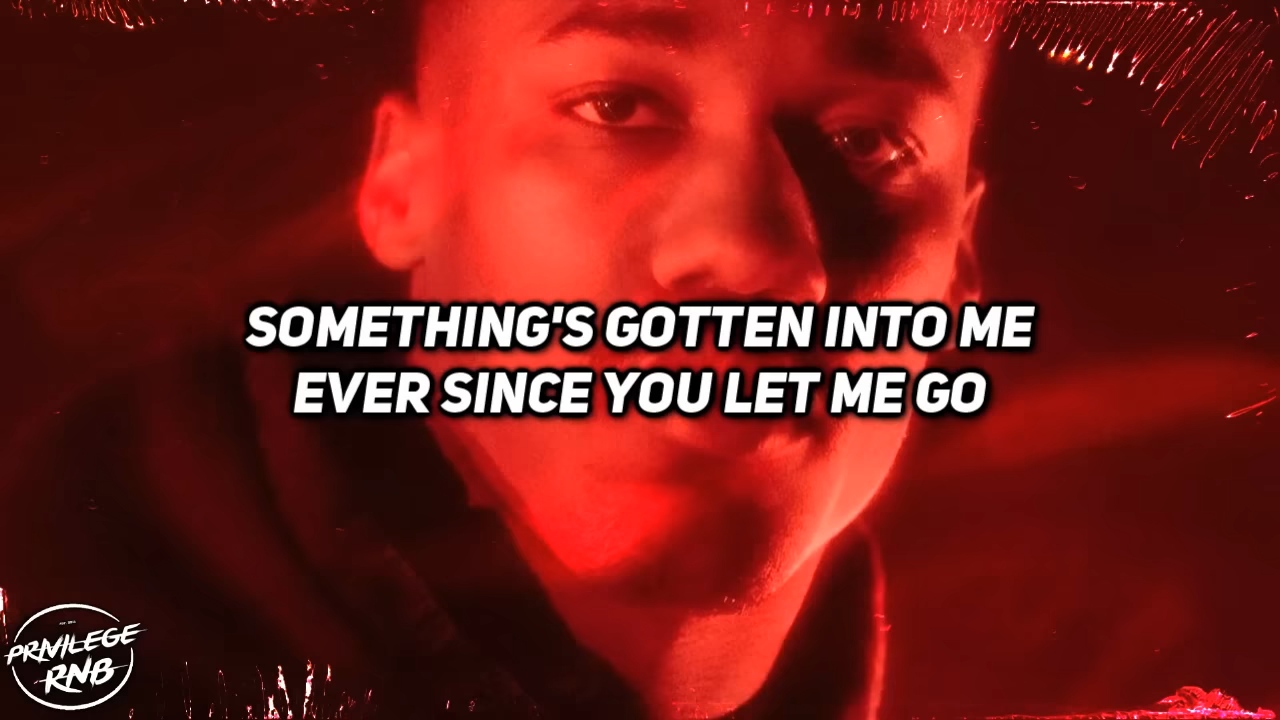 SOMETHING'S GOTTEN INTO ME
EVER SINCE YOU LET ME GO
PRIVILEGE
RNB